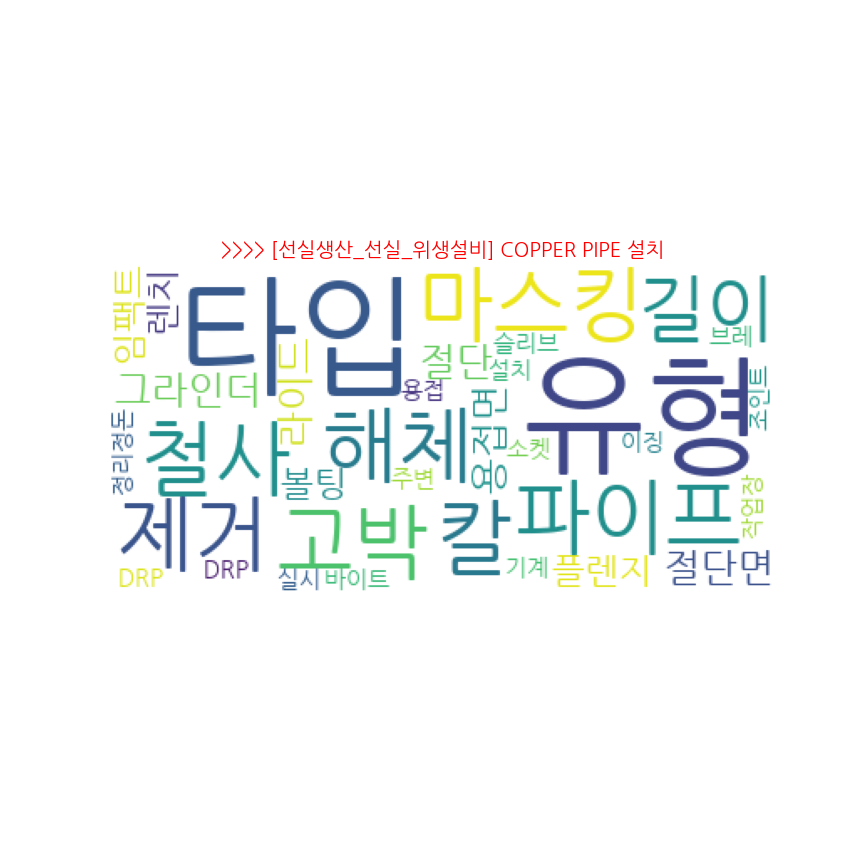 >>>> [선실생산_선실_위생설비] COPPER PIPE 설치
임팩트
렌치
타입
마스킹
길이
브레
슬리브
절단
설치
라이드
그라인더
용접
유형
조인트
정리정돈
철사
해체
용접면
소켓
이징
볼팅
주변
제거
고박
칼
파이프
작업장
DRP
DRP
실시
바이트
기계
플렌지
절단면